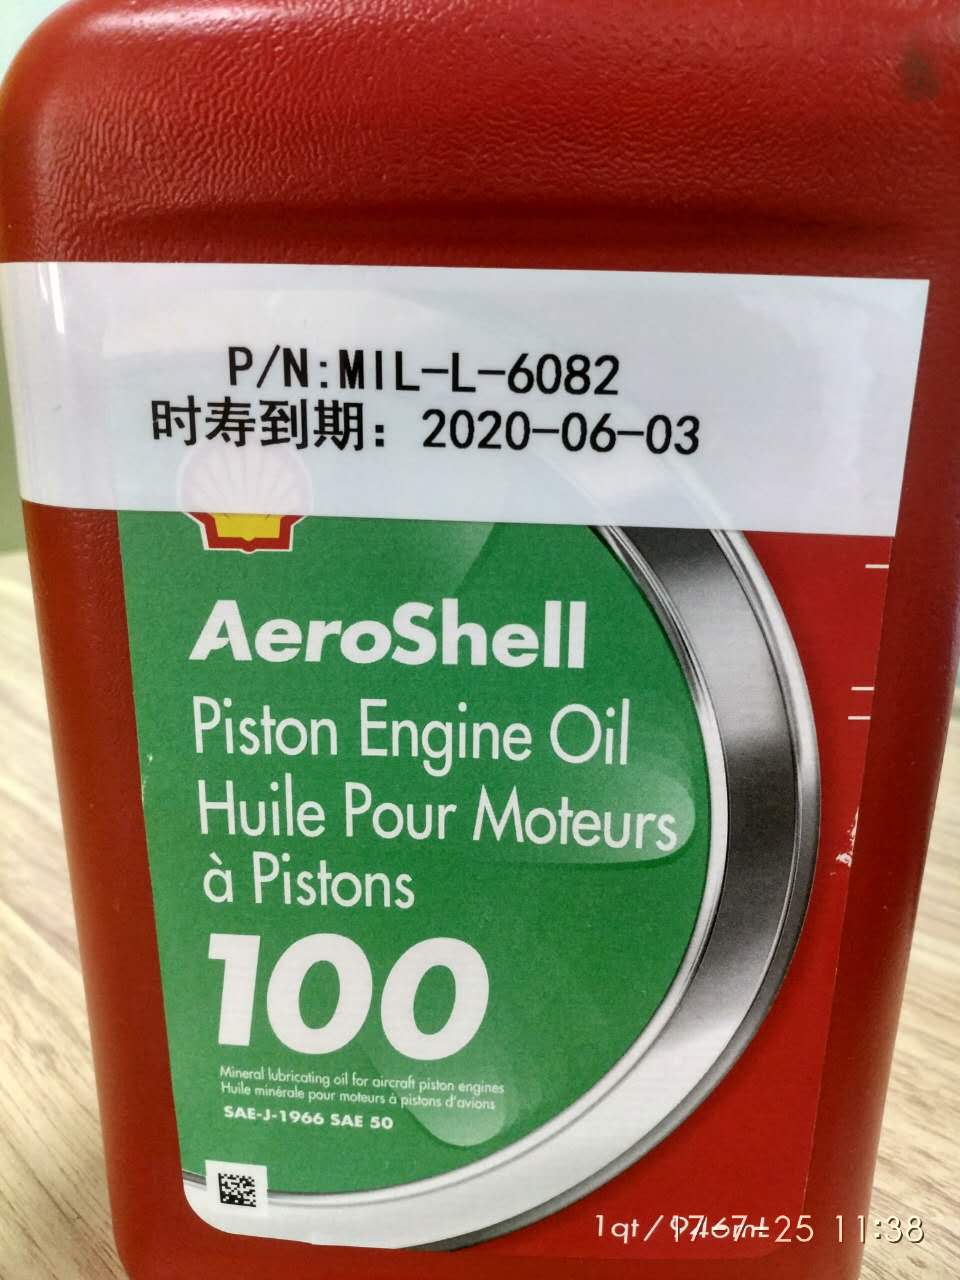 P/N:MIL-L-6082
时寿到期：2020-06-03
AeroShell
Piston Engine Oil
Huile Pour Moteurs
à Pistons
100
Mineral lubricating oil for aircraft piston engines
Huile minérale pour moteurs à pistons d'avions
SAE-J-1966 SAE 50
1qt/
17-7-25 11:38